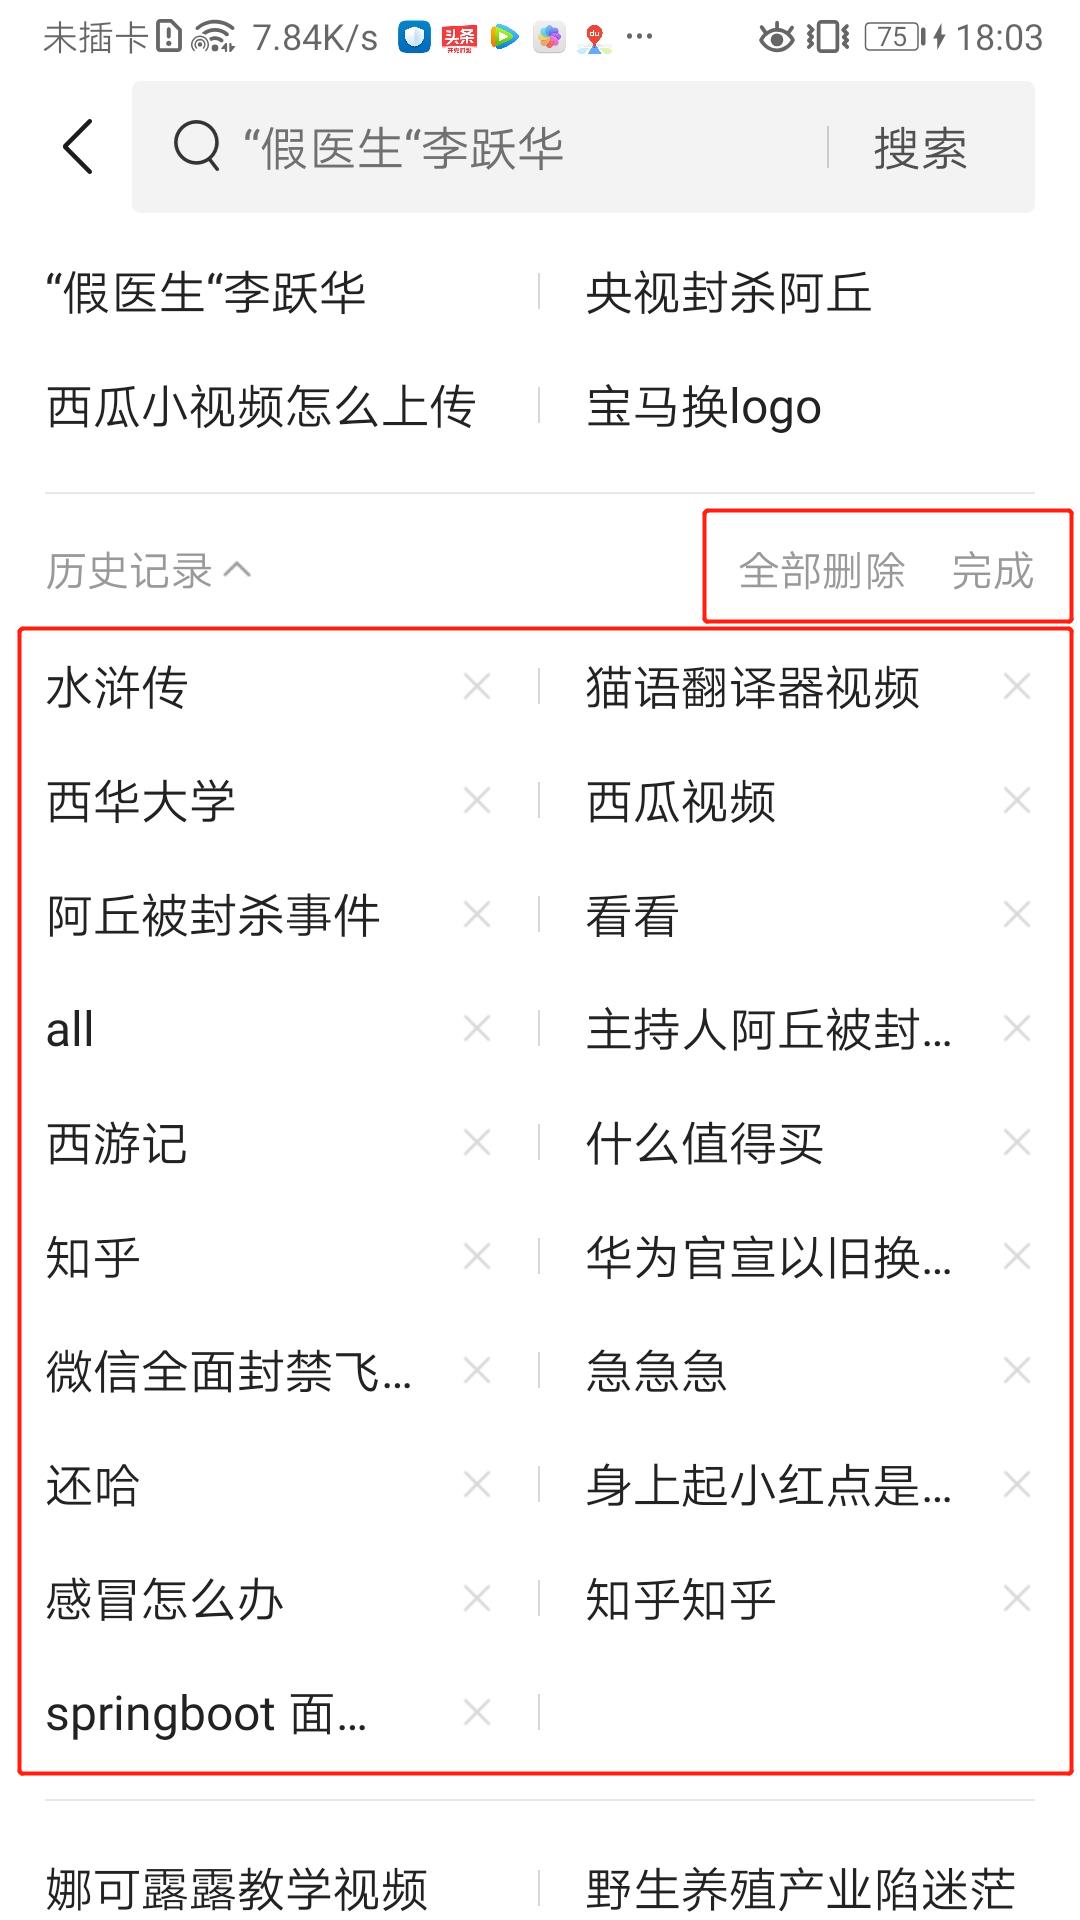 未插卡 7.84K/s 头条 du 75 18:03
“假医生“李跃华 搜索
“假医生“李跃华 央视封杀阿丘
西瓜小视频怎么上传 宝马换logo
历史记录 全部删除 完成
水浒传 猫语翻译器视频
西华大学 西瓜视频
阿丘被封杀事件 看看
all 主持人阿丘被封...
西游记 什么值得买
知乎 华为官宣以旧换...
微信全面封禁飞... 急急急
还哈 身上起小红点是...
感冒怎么办 知乎知乎
springboot 面...
娜可露露教学视频 野生养殖产业陷迷茫